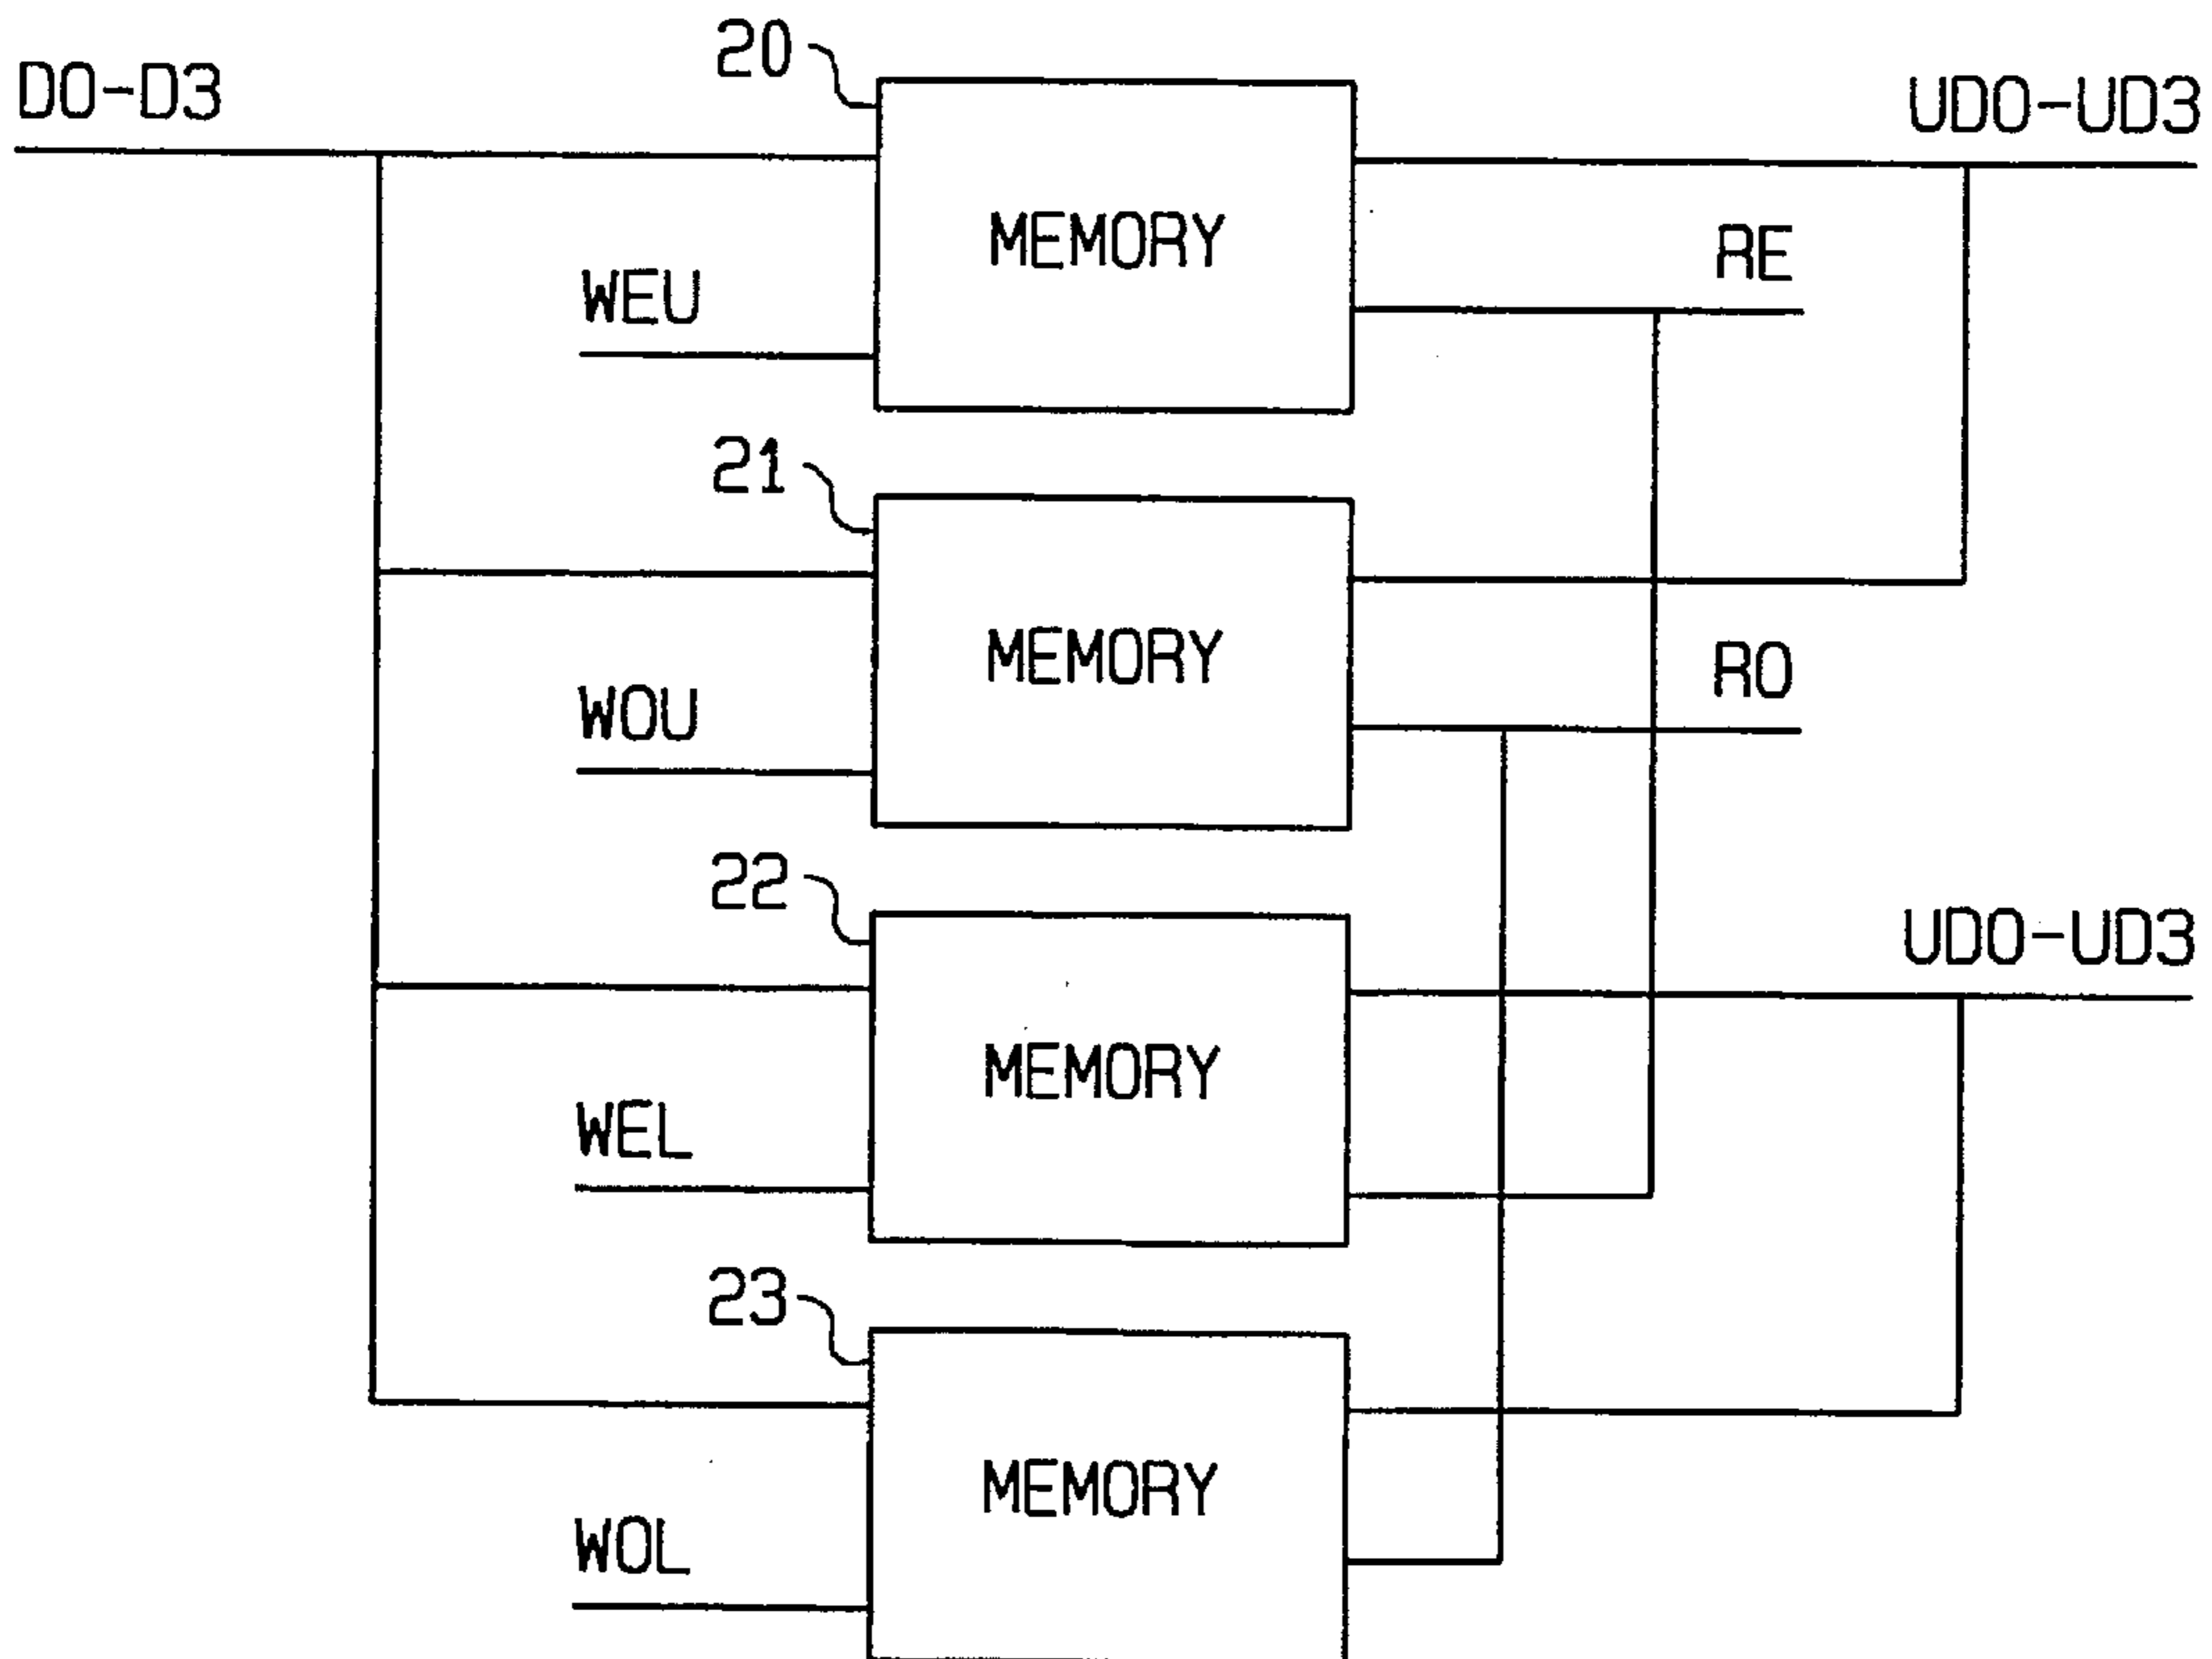 20
D0-D3
UD0-UD3
MEMORY
RE
WEU
21
MEMORY
RO
WOU
22
UD0-UD3
MEMORY
WEL
23
MEMORY
WOL